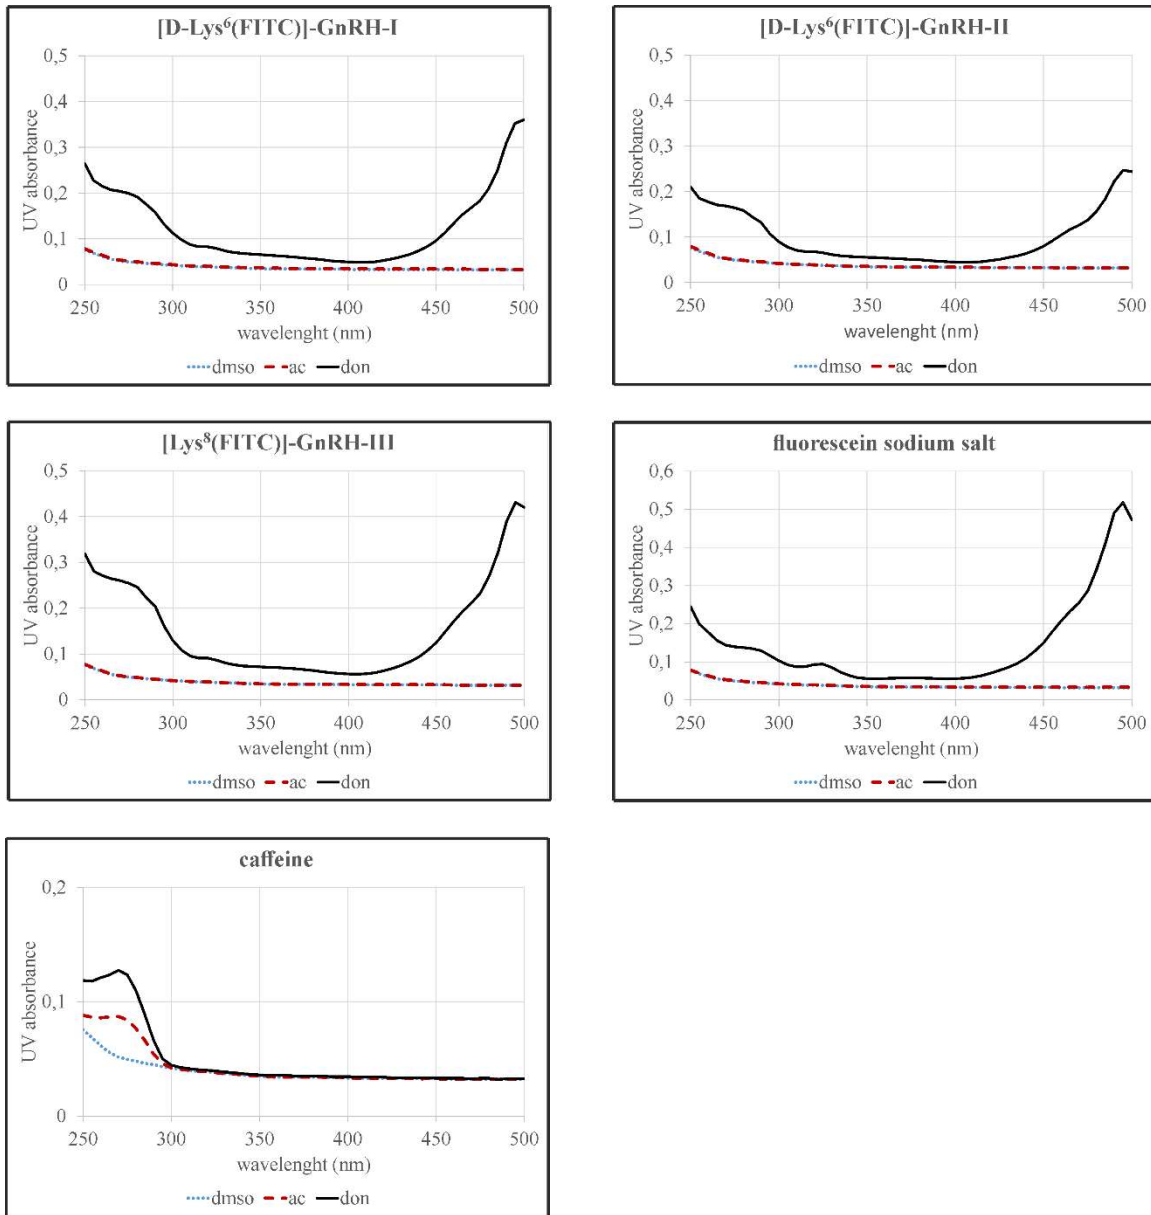 [D-Lys⁶(FITC)]-GnRH-I
0,5
0,4
0,3
0,2
0,1
0
UV absorbance
250 300 350 400 450 500
wavelenght (nm)
dmso ac don
[D-Lys⁶(FITC)]-GnRH-II
0,5
0,4
0,3
0,2
0,1
0
UV absorbance
250 300 350 400 450 500
wavelenght (nm)
dmso ac don
[Lys⁸(FITC)]-GnRH-III
0,5
0,4
0,3
0,2
0,1
0
UV absorbance
250 300 350 400 450 500
wavelenght (nm)
dmso ac don
fluorescein sodium salt
0,6
0,5
0,4
0,3
0,2
0,1
0
UV absorbance
250 300 350 400 450 500
wavelenght (nm)
dmso ac don
caffeine
0,2
0,1
0
UV absorbance
250 300 350 400 450 500
wavelenght (nm)
dmso ac don